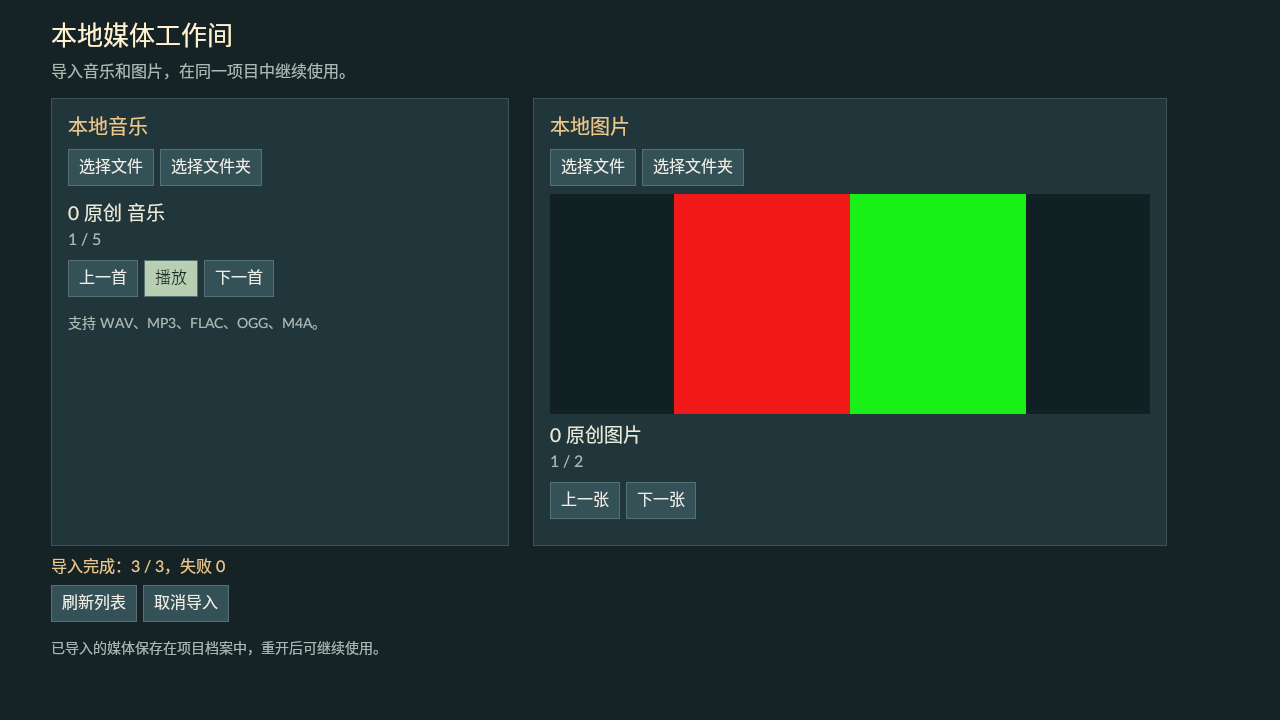 本地媒体工作间
导入音乐和图片，在同一项目中继续使用。
本地音乐
选择文件 选择文件夹
0 原创 音乐
1 / 5
上一首 播放 下一首
支持 WAV、MP3、FLAC、OGG、M4A。
本地图片
选择文件 选择文件夹
0 原创图片
1 / 2
上一张 下一张
导入完成：3 / 3，失败 0
刷新列表 取消导入
已导入的媒体保存在项目档案中，重开后可继续使用。